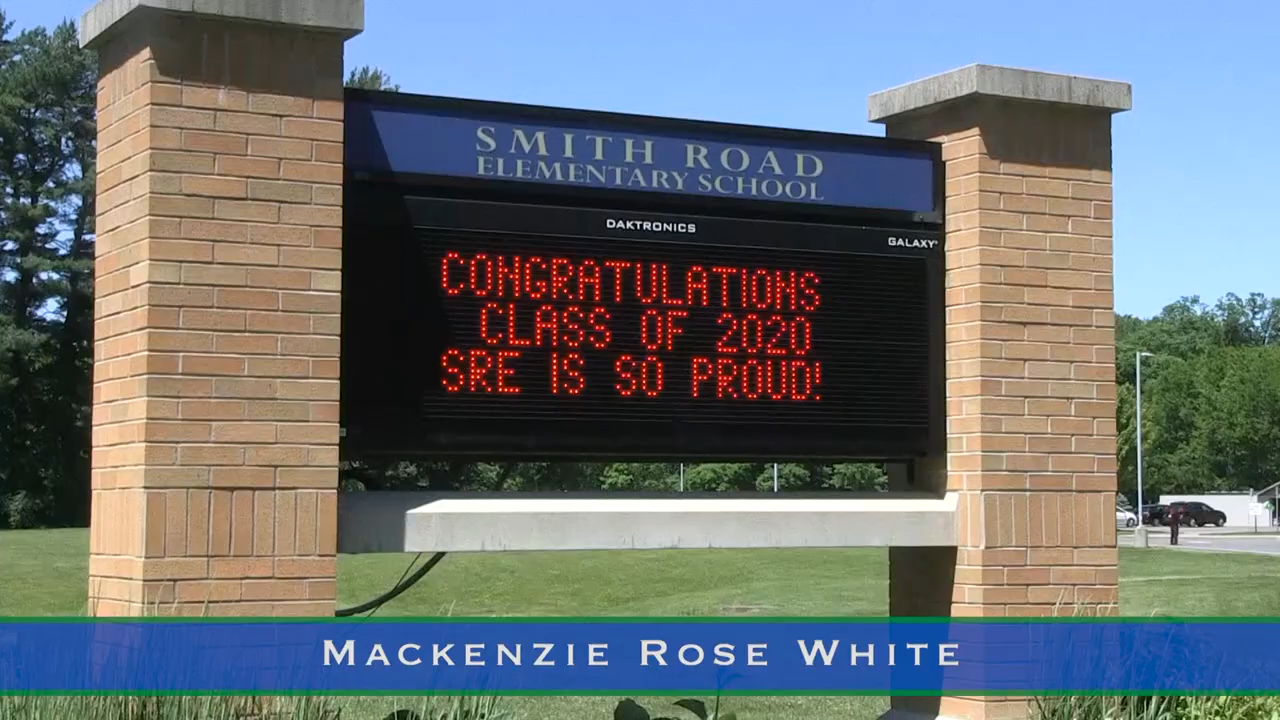 SMITH ROAD
ELEMENTARY SCHOOL
DAKTRONICS
GALAXY
CONGRATULATIONS
CLASS OF 2020
SRE IS SO PROUD!
MACKENZIE ROSE WHITE